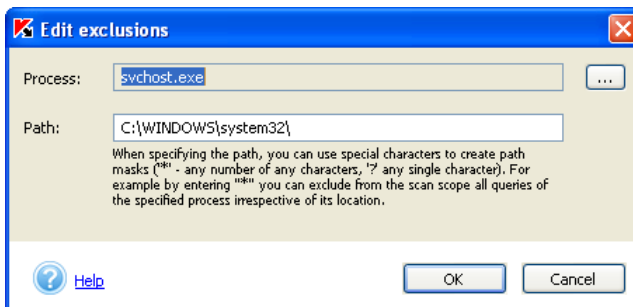 Edit exclusions
Process: svchost.exe ...
Path: C:\WINDOWS\system32\
When specifying the path, you can use special characters to create path
masks ('*' - any number of any characters, '?' any single character). For
example by entering "*" you can exclude from the scan scope all queries of
the specified process irrespective of its location.
Help OK Cancel